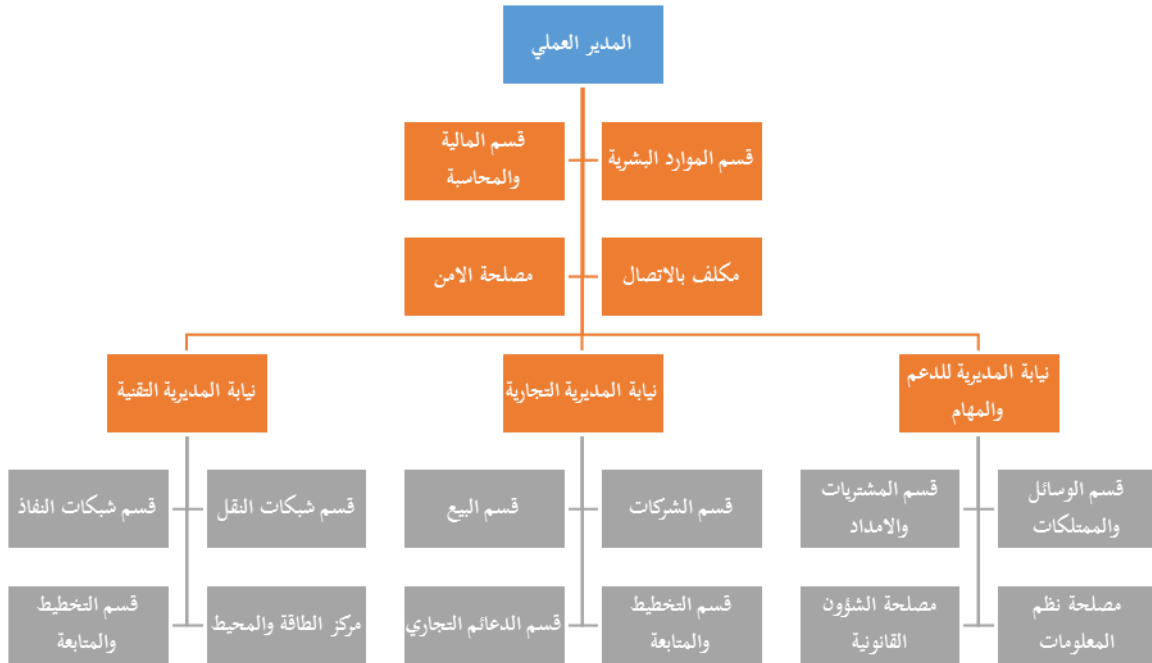 المدير العملي
قسم الموارد البشرية
قسم المالية
والمحاسبة
مكلف بالاتصال
مصلحة الامن
نيابة المديرية للدعم
والمهام
نيابة المديرية التجارية
نيابة المديرية التقنية
قسم الوسائل
والممتلكات
قسم المشتريات
والامداد
قسم الشركات
قسم البيع
قسم شبكات النقل
قسم شبكات النفاذ
مصلحة نظم
المعلومات
مصلحة الشؤون
القانونية
قسم التخطيط
والمتابعة
قسم الدعائم التجاري
مركز الطاقة والمحيط
قسم التخطيط
والمتابعة